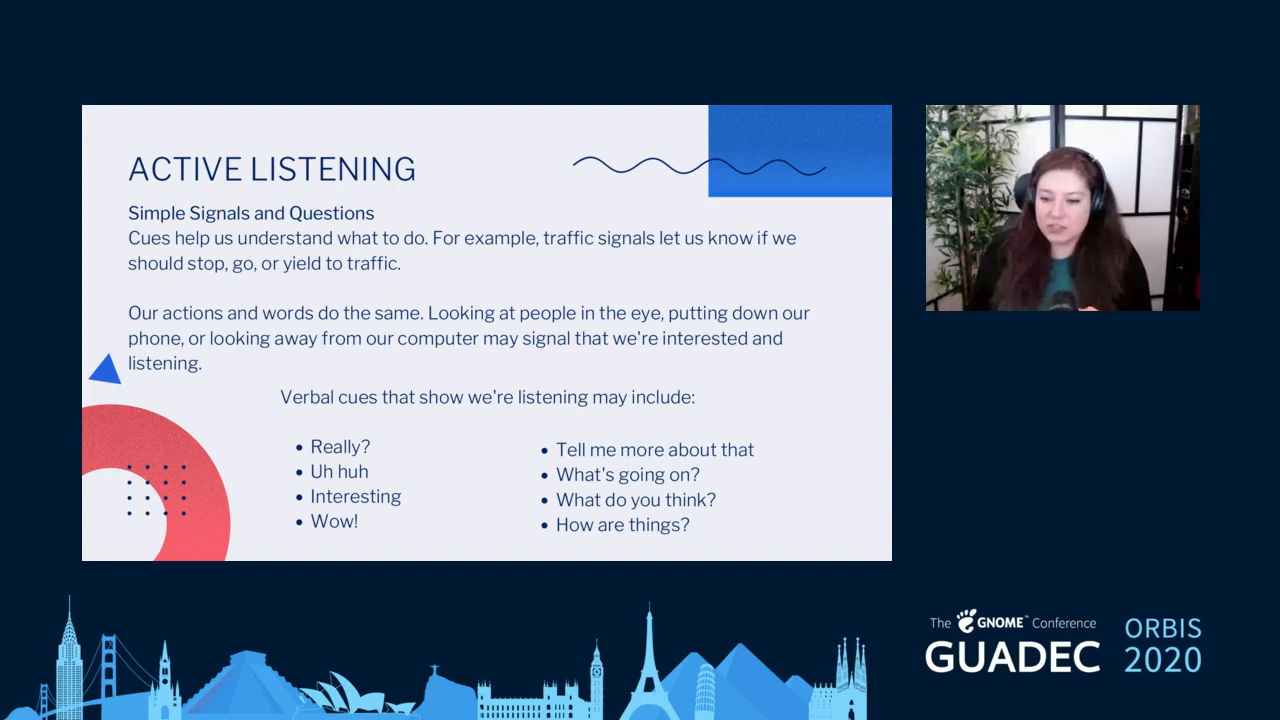 ACTIVE LISTENING
Simple Signals and Questions
Cues help us understand what to do. For example, traffic signals let us know if we
should stop, go, or yield to traffic.
Our actions and words do the same. Looking at people in the eye, putting down our
phone, or looking away from our computer may signal that we're interested and
listening.
Verbal cues that show we're listening may include:
• Really?
• Uh huh
• Interesting
• Wow!
• Tell me more about that
• What's going on?
• What do you think?
• How are things?
The GNOME™ Conference
GUADEC
ORBIS
2020